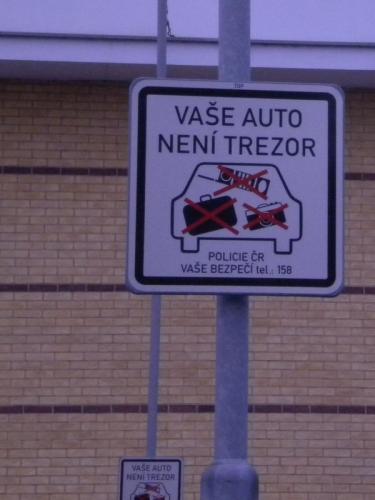 VAŠE AUTO
NENÍ TREZOR
POLICIE ČR
VAŠE BEZPEČÍ tel.: 158
VAŠE AUTO
NENÍ TREZOR